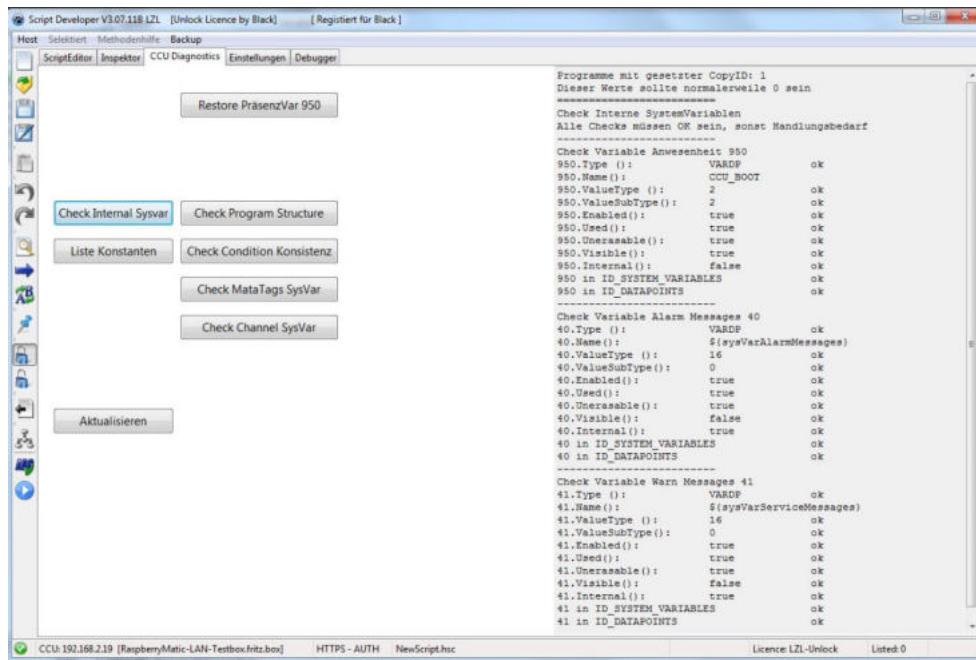 Script Developer V3.07.118 LZL [Unlock Licence by Black] [ Registiert für Black ]
Host Selektiert Methodenhilfe Backup
ScriptEditor Inspektor CCU Diagnostics Einstellungen Debugger
Restore PräsenzVar 950
Check Internal Sysvar Check Program Structure
Liste Konstanten Check Condition Konsistenz
Check MataTags SysVar
Check Channel SysVar
Aktualisieren
Programme mit gesetzter CopyID: 1
Dieser Werte sollte normalerweile 0 sein
==========================
Check Interne SystemVariablen
Alle Checks müssen OK sein, sonst Handlungsbedarf
--------------------------
Check Variable Anwesenheit 950
950.Type (): VARDP ok
950.Name(): CCU_BOOT
950.ValueType (): 2 ok
950.ValueSubType(): 2 ok
950.Enabled(): true ok
950.Used(): true ok
950.Unerasable(): true ok
950.Visible(): true ok
950.Internal(): false ok
950 in ID_SYSTEM_VARIABLES ok
950 in ID_DATAPOINTS ok
--------------------------
Check Variable Alarm Messages 40
40.Type (): VARDP ok
40.Name(): ${sysVarAlarmMessages}
40.ValueType (): 16 ok
40.ValueSubType(): 0 ok
40.Enabled(): true ok
40.Used(): true ok
40.Unerasable(): true ok
40.Visible(): false ok
40.Internal(): true ok
40 in ID_SYSTEM_VARIABLES ok
40 in ID_DATAPOINTS ok
--------------------------
Check Variable Warn Messages 41
41.Type (): VARDP ok
41.Name(): ${sysVarServiceMessages}
41.ValueType (): 16 ok
41.ValueSubType(): 0 ok
41.Enabled(): true ok
41.Used(): true ok
41.Unerasable(): true ok
41.Visible(): false ok
41.Internal(): true ok
41 in ID_SYSTEM_VARIABLES ok
41 in ID_DATAPOINTS ok
CCU: 192.168.2.19 [RaspberryMatic-LAN-Testbox.fritz.box] HTTPS - AUTH NewScript.hsc Licence: LZL-Unlock Listed: 0